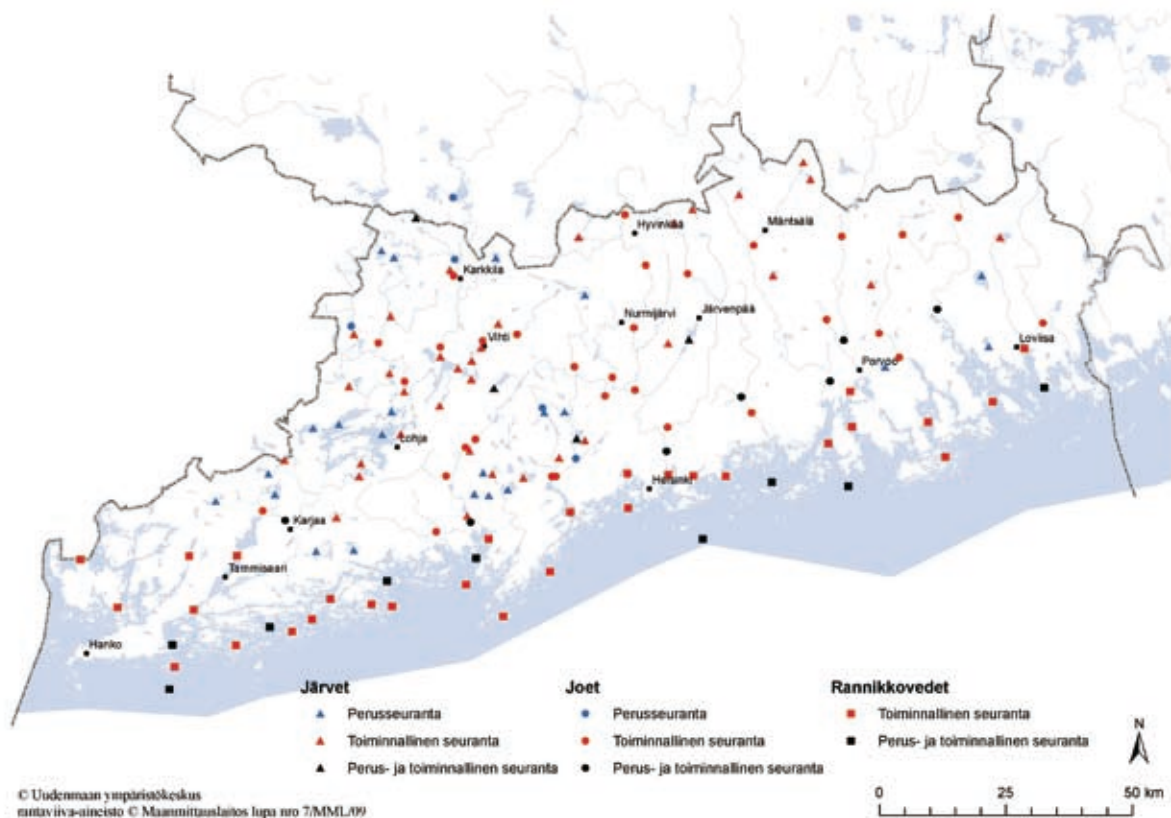 Hyvinkää
Mäntsälä
Karkkila
Nurmijärvi
Järvenpää
Vihti
Loviisa
Porvoo
Lohja
Helsinki
Karjaa
Tammisaari
Hanko
Järvet
Perusseuranta
Toiminnallinen seuranta
Perus- ja toiminnallinen seuranta
Joet
Perusseuranta
Toiminnallinen seuranta
Perus- ja toiminnallinen seuranta
Rannikkovedet
Toiminnallinen seuranta
Perus- ja toiminnallinen seuranta
N
0 25 50 km
© Uudenmaan ympäristökeskus
rantaviiva-aineisto © Maanmittauslaitos lupa nro 7/MML/09